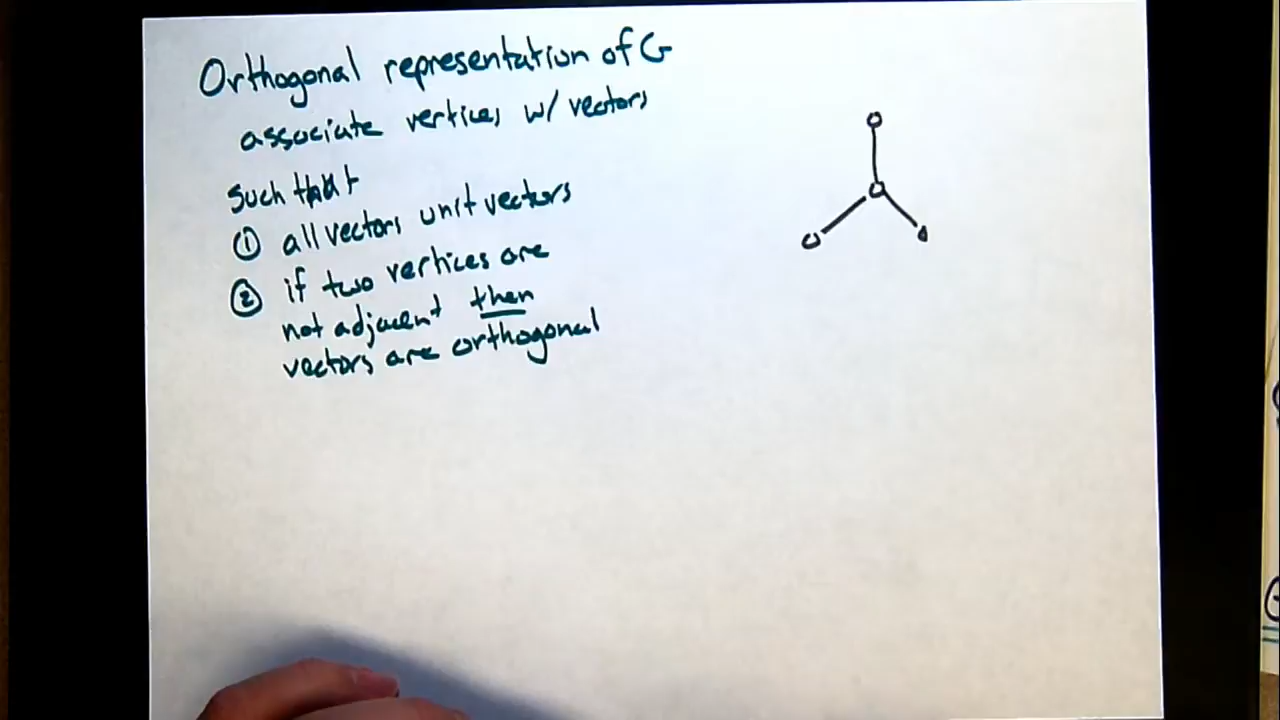 Orthogonal representation of G
associate vertices w/ vectors
such that
① all vectors unit vectors
② if two vertices are
not adjacent then
vectors are orthogonal